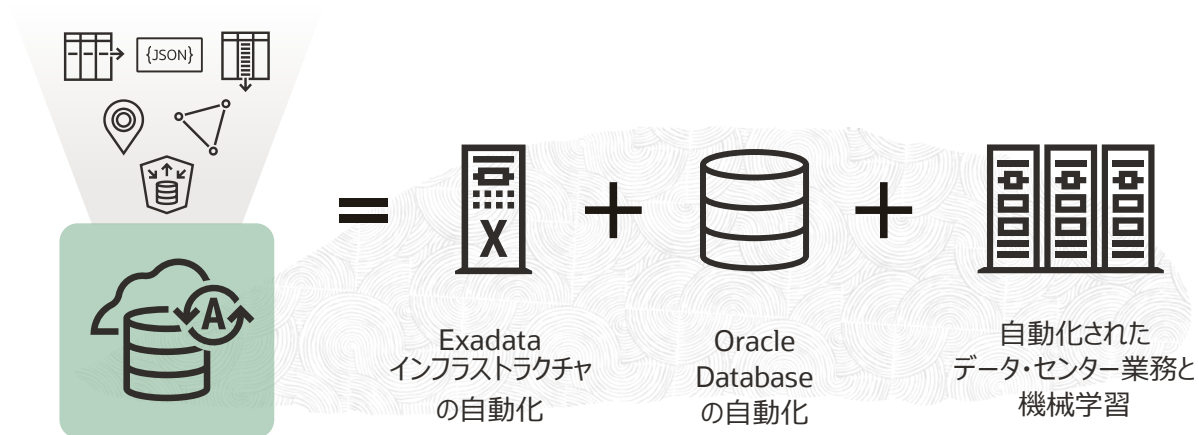 {JSON}
X
A
Exadata
インフラストラクチャ
の自動化
Oracle
Database
の自動化
自動化された
データ・センター業務と
機械学習